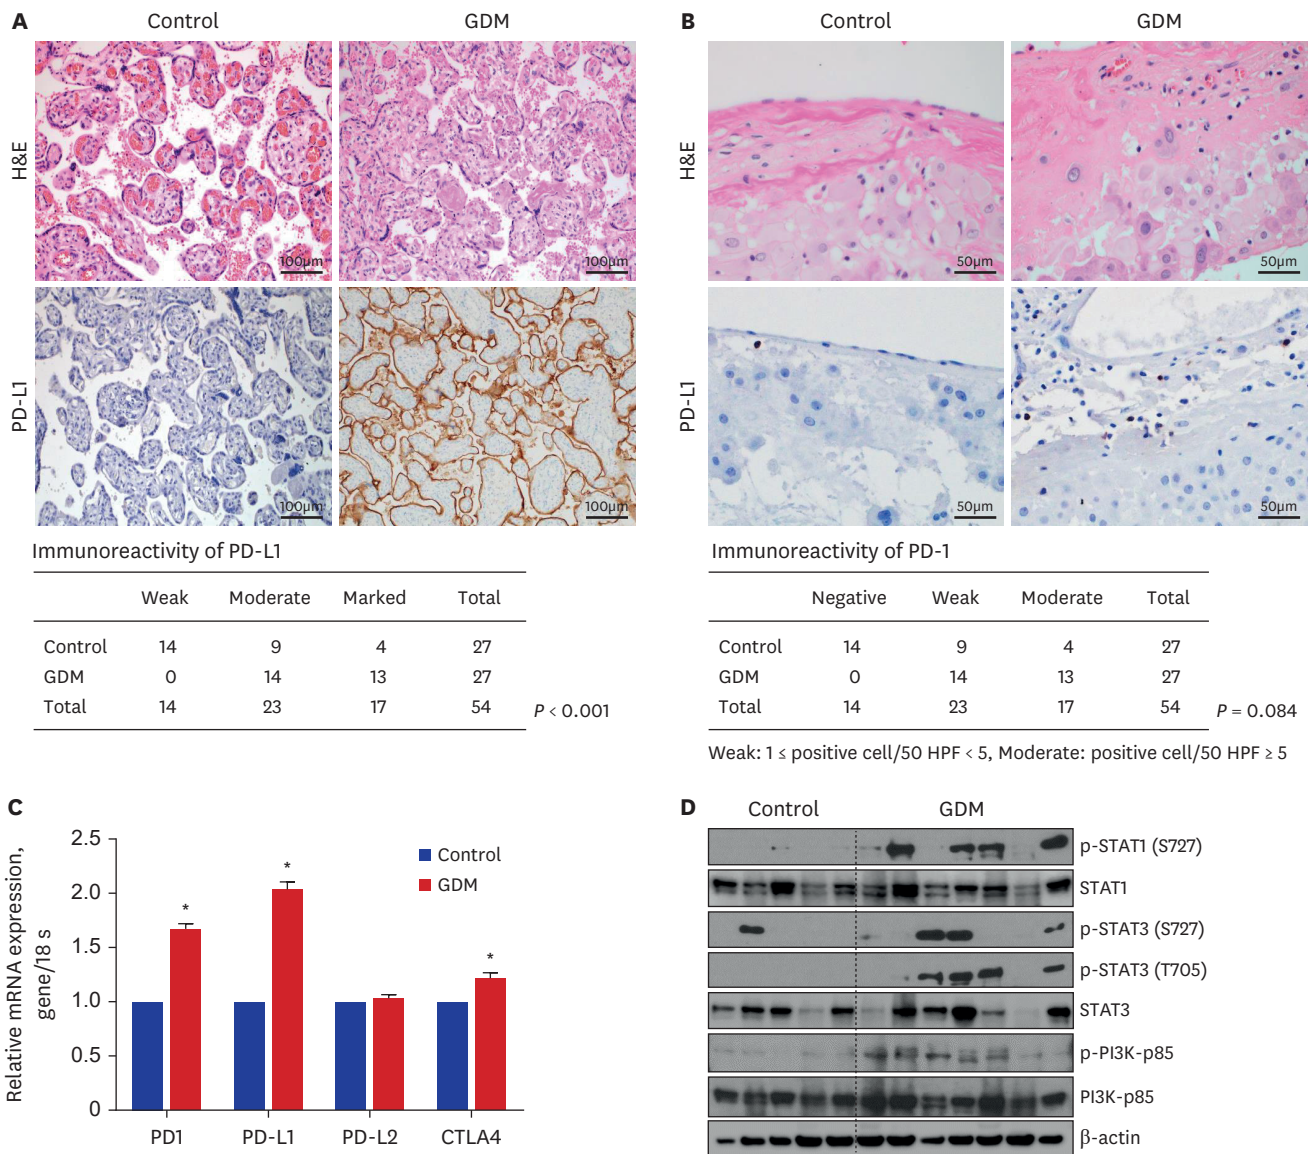 A
Control GDM
H&E
100μm 100μm
PD-L1
100μm 100μm
Immunoreactivity of PD-L1
Weak Moderate Marked Total
Control 14 9 4 27
GDM 0 14 13 27
Total 14 23 17 54
P < 0.001
B
Control GDM
H&E
50μm 50μm
PD-L1
50μm 50μm
Immunoreactivity of PD-1
Negative Weak Moderate Total
Control 14 9 4 27
GDM 0 14 13 27
Total 14 23 17 54
P = 0.084
Weak: 1 ≤ positive cell/50 HPF < 5, Moderate: positive cell/50 HPF ≥ 5
C
Relative mRNA expression,
gene/18 s
2.5
2.0
1.5
1.0
0.5
0
* * *
Control
GDM
PD1 PD-L1 PD-L2 CTLA4
D
Control GDM
p-STAT1 (S727)
STAT1
p-STAT3 (S727)
p-STAT3 (T705)
STAT3
p-PI3K-p85
PI3K-p85
β-actin